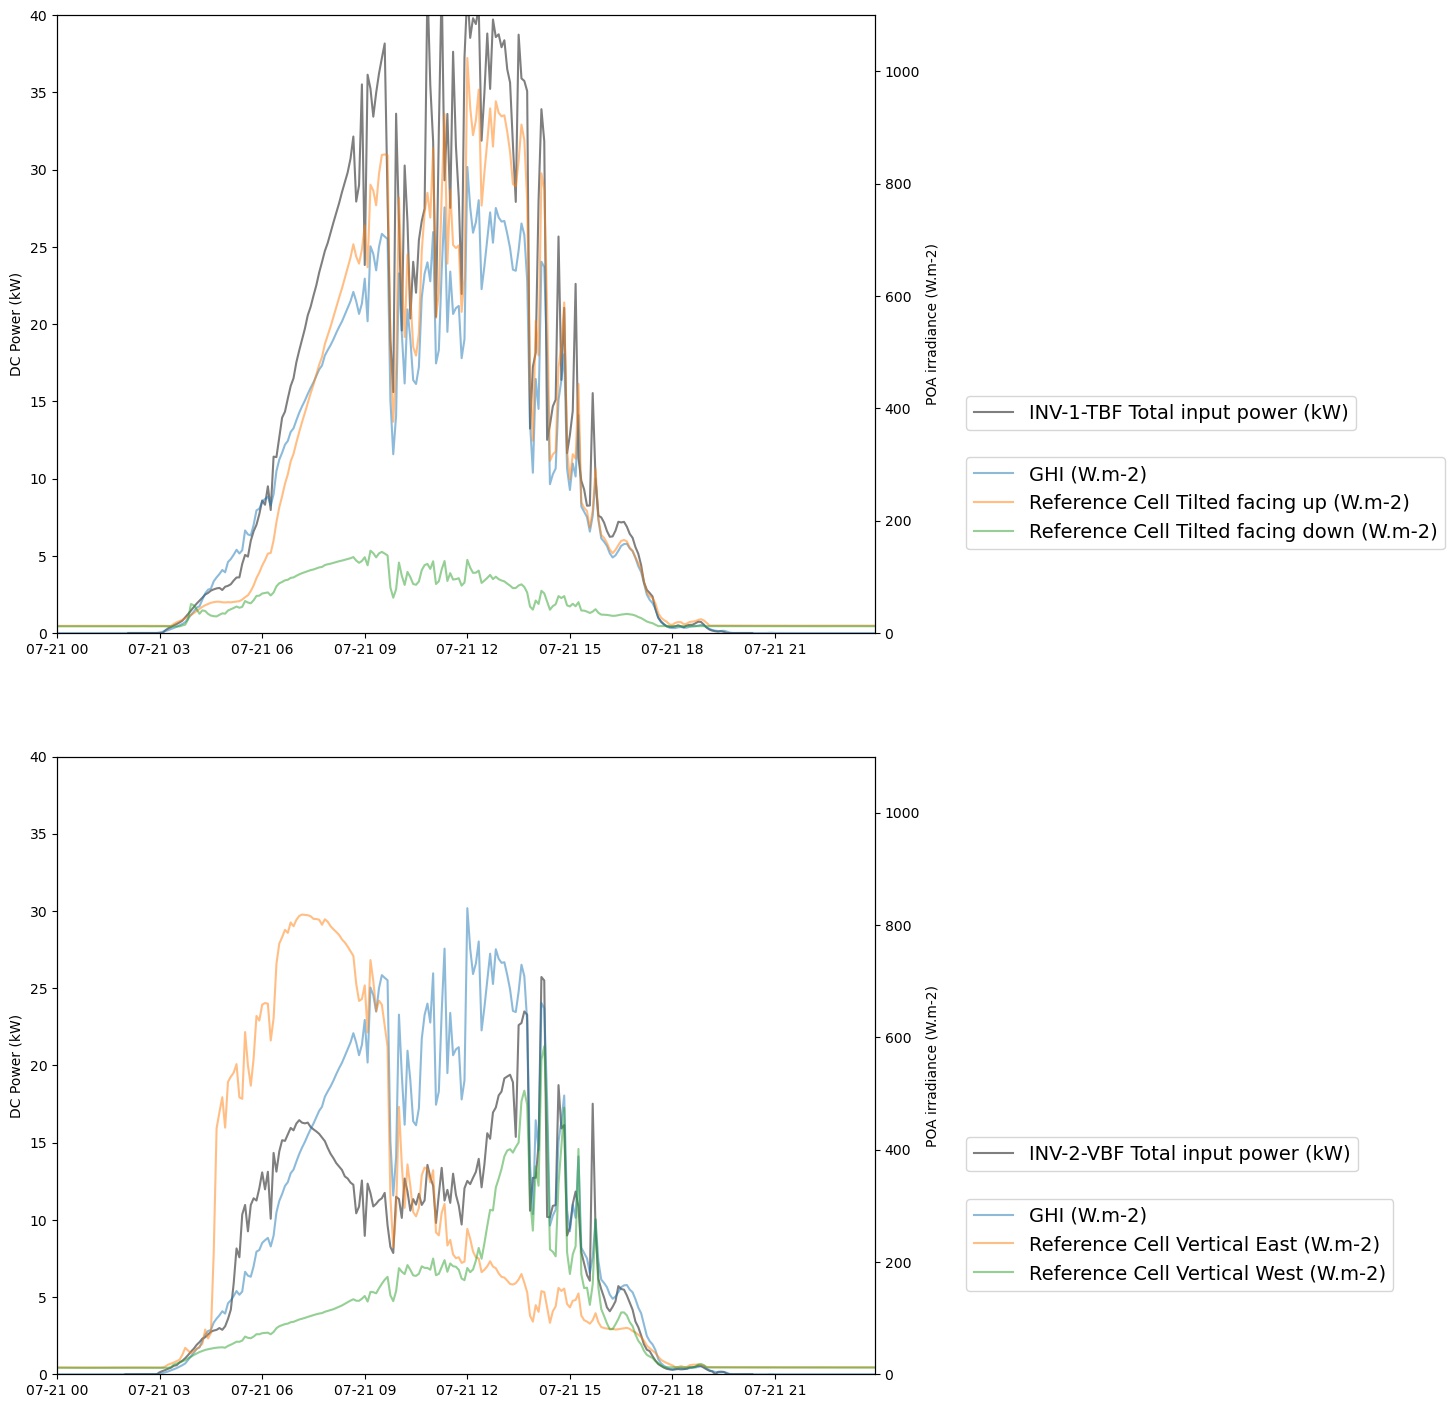 40
35
30
25
20
15
10
5
0
DC Power (kW)
1000
800
600
400
200
0
POA irradiance (W.m-2)
07-21 00 07-21 03 07-21 06 07-21 09 07-21 12 07-21 15 07-21 18 07-21 21
INV-1-TBF Total input power (kW)
GHI (W.m-2)
Reference Cell Tilted facing up (W.m-2)
Reference Cell Tilted facing down (W.m-2)
40
35
30
25
20
15
10
5
0
DC Power (kW)
1000
800
600
400
200
0
POA irradiance (W.m-2)
07-21 00 07-21 03 07-21 06 07-21 09 07-21 12 07-21 15 07-21 18 07-21 21
INV-2-VBF Total input power (kW)
GHI (W.m-2)
Reference Cell Vertical East (W.m-2)
Reference Cell Vertical West (W.m-2)